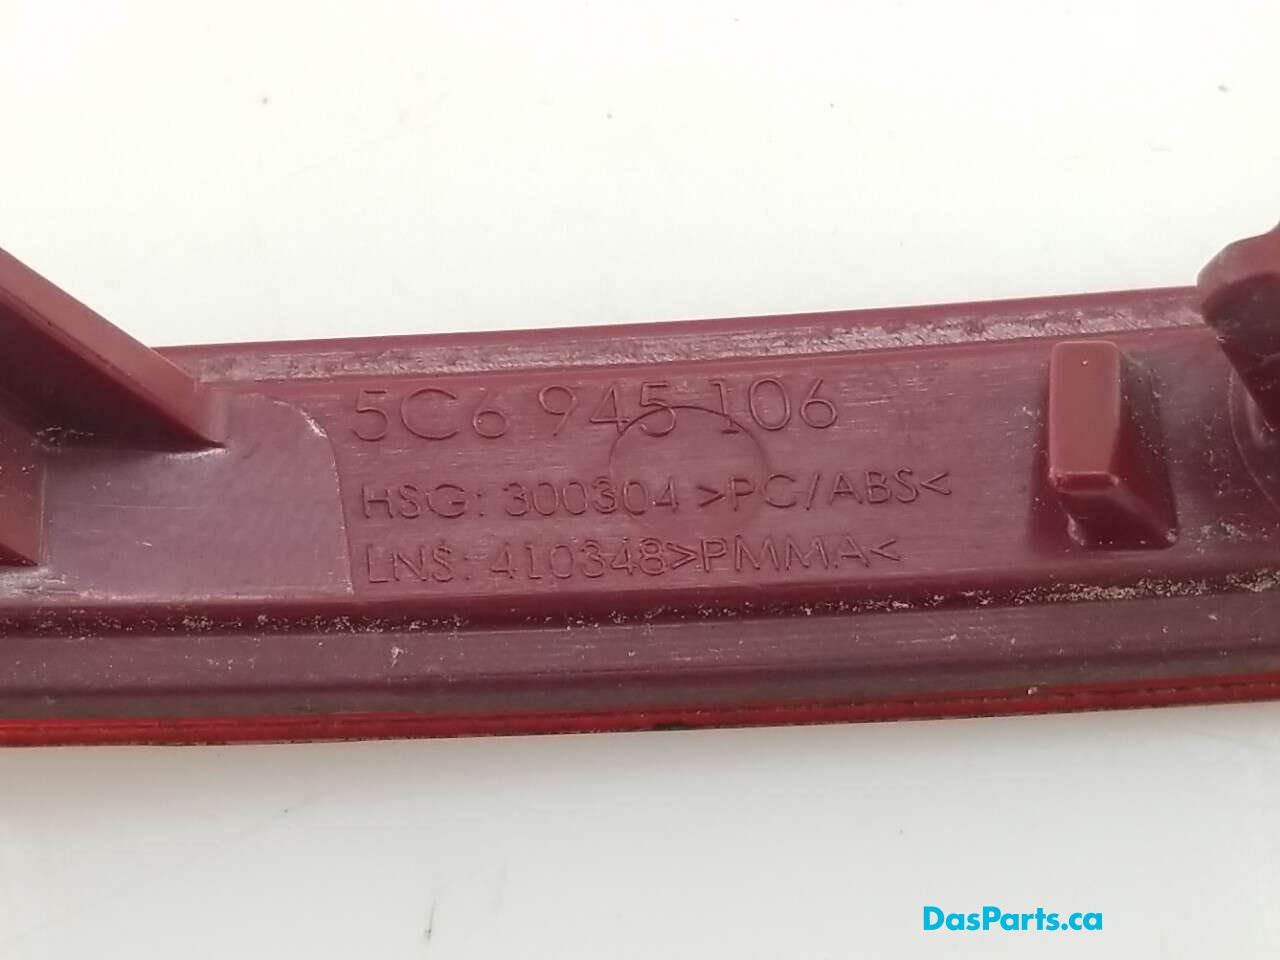 5C6 945 106
HSG: 300304 >PC/ABS<
LNS: 410348>PMMA<
DasParts.ca